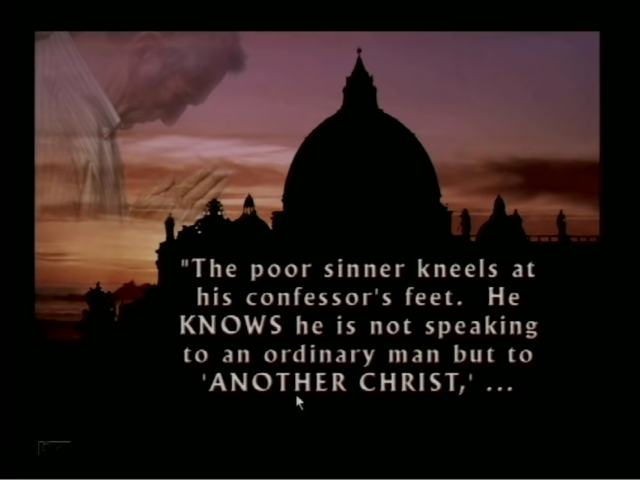 "The poor sinner kneels at
his confessor's feet. He
KNOWS he is not speaking
to an ordinary man but to
'ANOTHER CHRIST,' ...